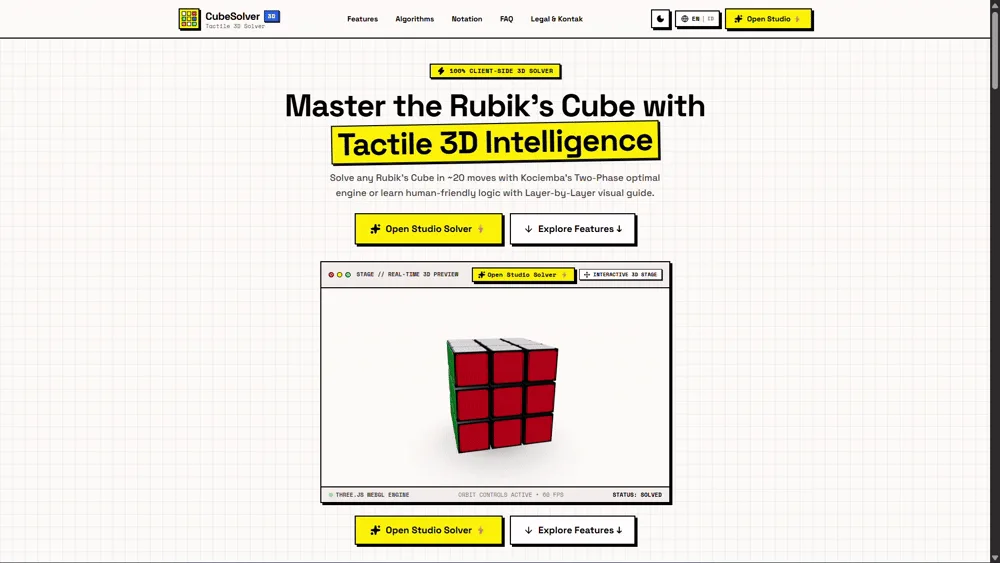 CubeSolver 3D
Tactile 3D Solver
Features Algorithms Notation FAQ Legal & Kontak
EN | ID
Open Studio
100% CLIENT-SIDE 3D SOLVER
Master the Rubik's Cube with
Tactile 3D Intelligence
Solve any Rubik's Cube in ~20 moves with Kociemba's Two-Phase optimal
engine or learn human-friendly logic with Layer-by-Layer visual guide.
Open Studio Solver
↓ Explore Features ↓
STAGE // REAL-TIME 3D PREVIEW
Open Studio Solver
INTERACTIVE 3D STAGE
THREE.JS WEBGL ENGINE
ORBIT CONTROLS ACTIVE • 60 FPS
STATUS: SOLVED
Open Studio Solver
↓ Explore Features ↓